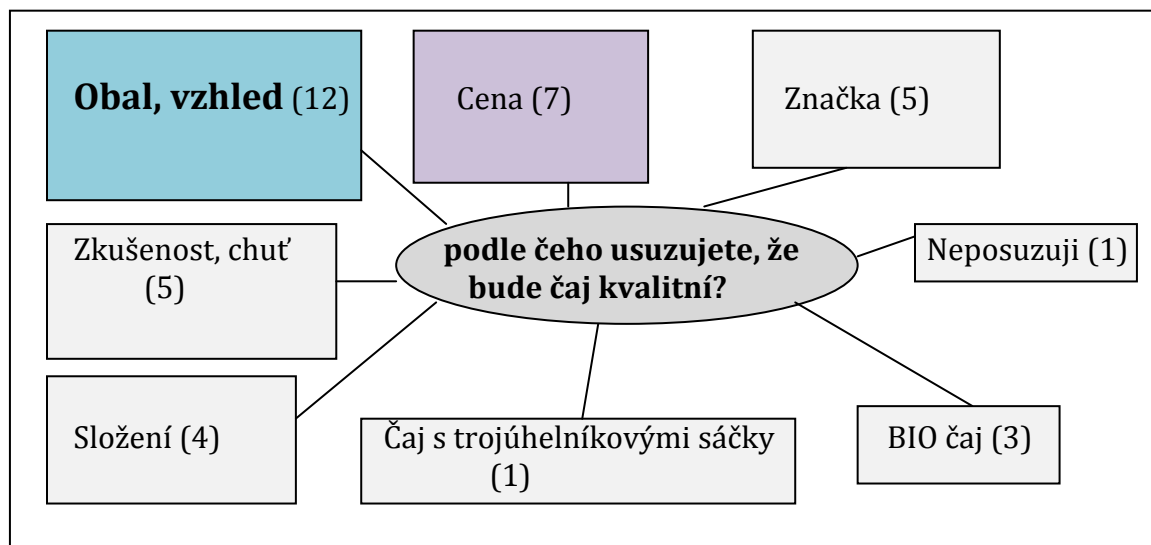 Obal, vzhled (12)
Cena (7)
Značka (5)
Zkušenost, chuť
(5)
podle čeho usuzujete, že
bude čaj kvalitní?
Neposuzuji (1)
Složení (4)
Čaj s trojúhelníkovými sáčky
(1)
BIO čaj (3)